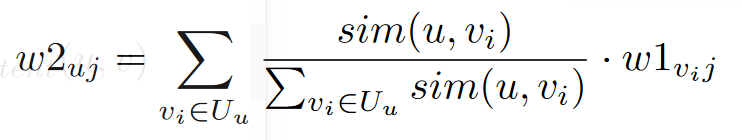 w2_{uj} = \sum_{v_i \in U_u} \frac{sim(u, v_i)}{\sum_{v_i \in U_u} sim(u, v_i)} \cdot w1_{v_i j}